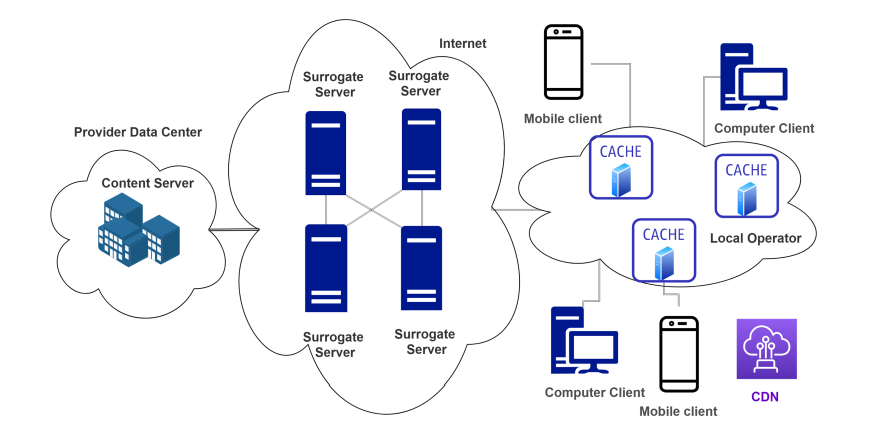 Internet
Surrogate
Server
Surrogate
Server
Mobile client
Computer Client
Provider Data Center
Content Server
CACHE
CACHE
CACHE
Local Operator
Surrogate
Server
Surrogate
Server
Computer Client
Mobile client
CDN